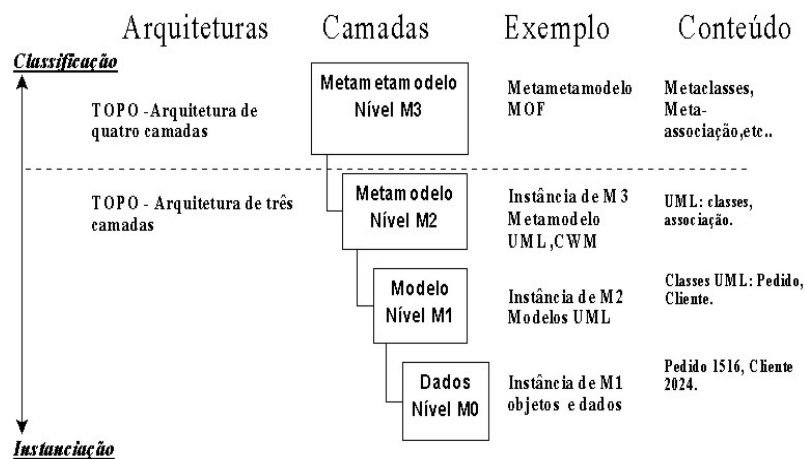 Arquiteturas Camadas Exemplo Conteúdo
Classificação
TOPO -Arquitetura de
quatro camadas
Metametamodelo
Nível M3
Metametamodelo
MOF
Metaclasses,
Meta-
associação,etc..
TOPO - Arquitetura de três
camadas
Metamodelo
Nível M2
Instância de M3
Metamodelo
UML,CWM
UML: classes,
associação.
Modelo
Nível M1
Instância de M2
Modelos UML
Classes UML: Pedido,
Cliente.
Dados
Nível M0
Instância de M1
objetos e dados
Pedido 1516, Cliente
2024.
Instanciação